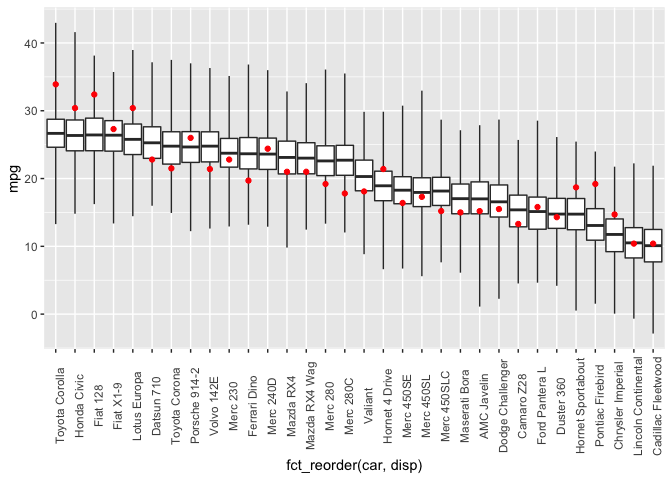 40
30
20
10
0
mpg
Toyota Corolla
Honda Civic
Fiat 128
Fiat X1-9
Lotus Europa
Datsun 710
Toyota Corona
Porsche 914-2
Volvo 142E
Merc 230
Ferrari Dino
Merc 240D
Mazda RX4
Mazda RX4 Wag
Merc 280
Merc 280C
Valiant
Hornet 4 Drive
Merc 450SE
Merc 450SL
Merc 450SLC
Maserati Bora
AMC Javelin
Dodge Challenger
Camaro Z28
Ford Pantera L
Duster 360
Hornet Sportabout
Pontiac Firebird
Chrysler Imperial
Lincoln Continental
Cadillac Fleetwood
fct_reorder(car, disp)